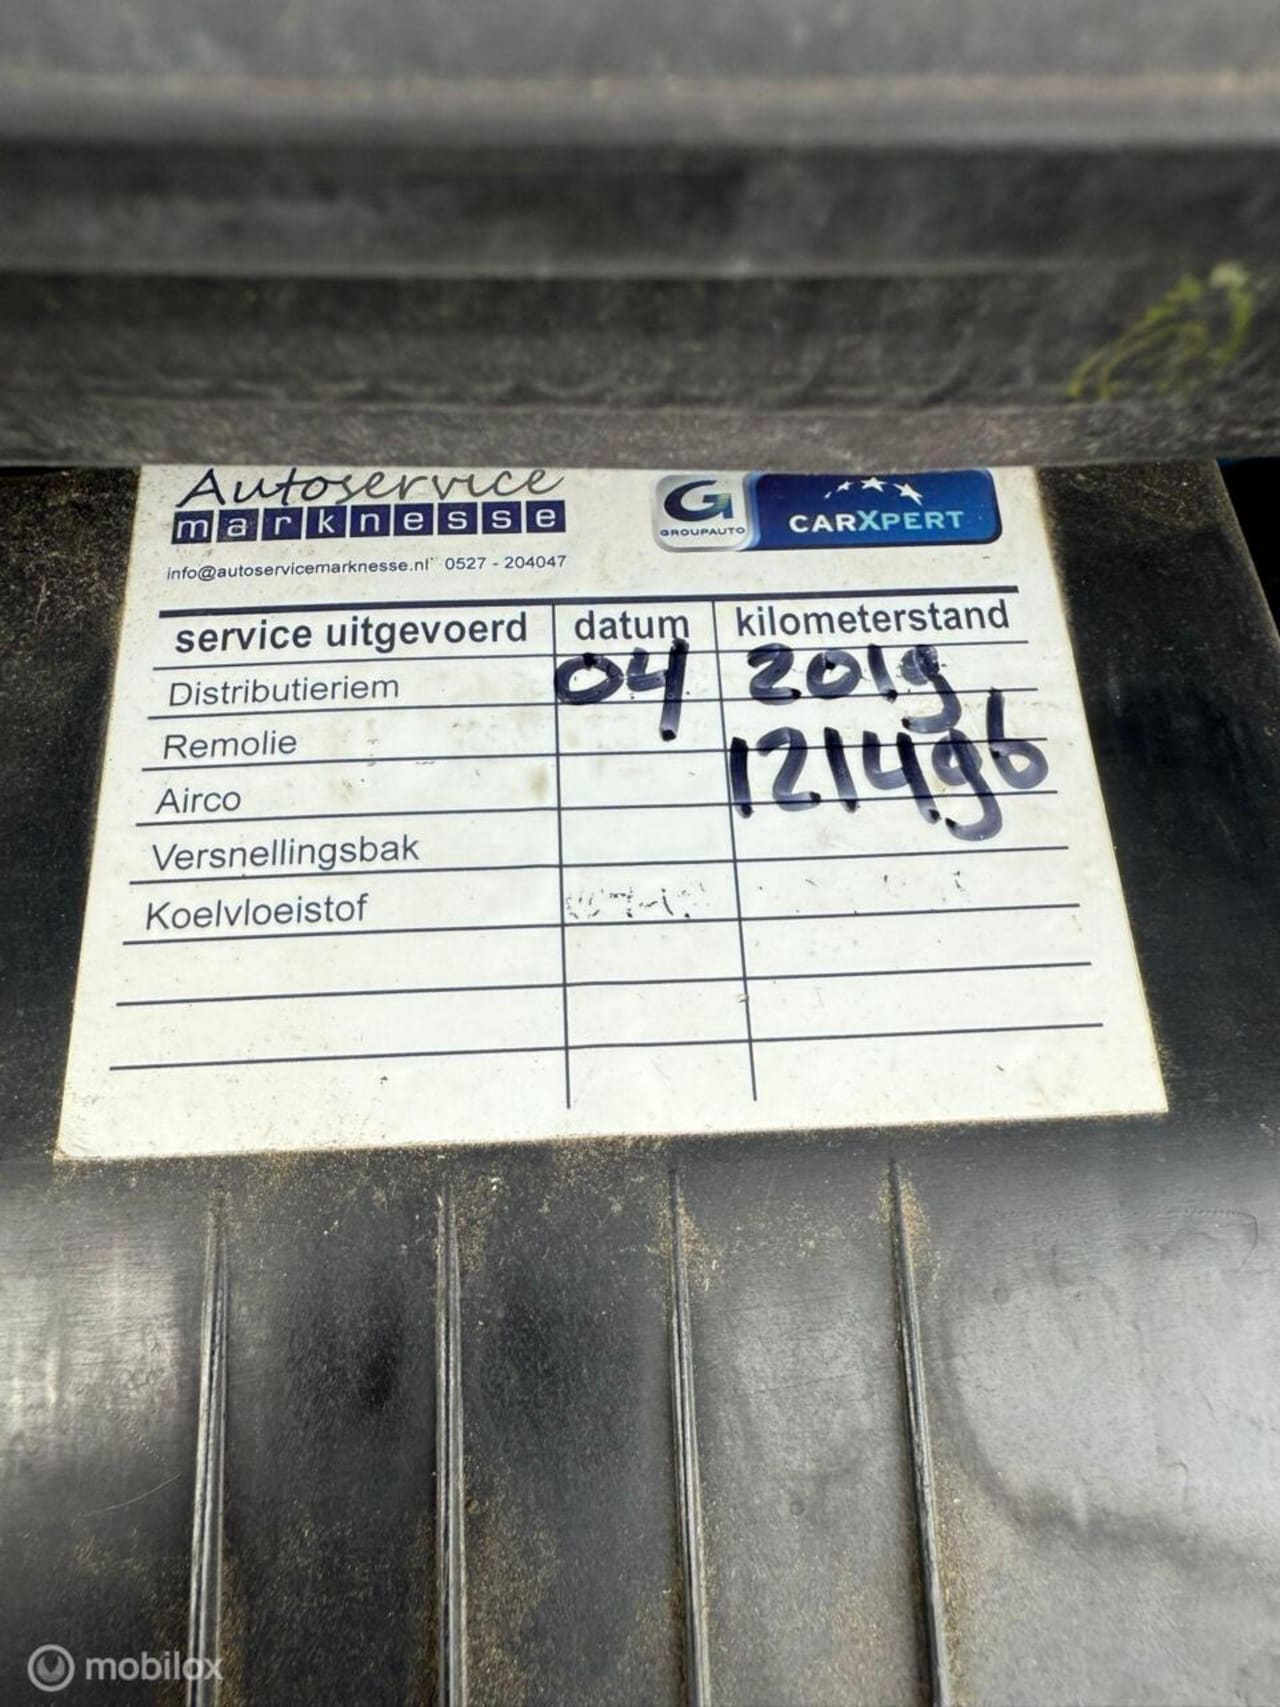 Autoservice
marknesse
info@autoservicemarknesse.nl 0527 - 204047
G
GROUPAUTO
CARXPERT
service uitgevoerd datum kilometerstand
Distributieriem 04 2019
Remolie 121496
Airco
Versnellingsbak
Koelvloeistof
mobilox